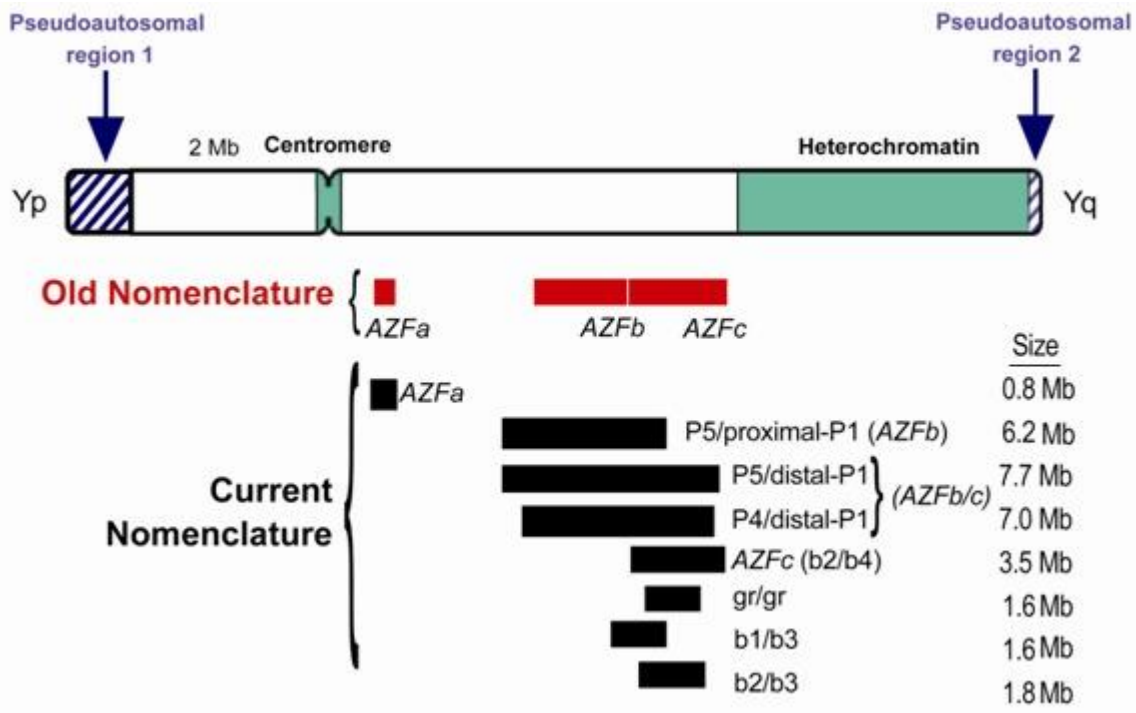 Pseudoautosomal
region 1
Pseudoautosomal
region 2
2 Mb Centromere
Heterochromatin
Yp
Yq
Old Nomenclature {
AZFa
AZFb
AZFc
Size
AZFa 0.8 Mb
P5/proximal-P1 (AZFb) 6.2 Mb
P5/distal-P1 7.7 Mb
(AZFb/c)
P4/distal-P1 7.0 Mb
Current
Nomenclature
AZFc (b2/b4) 3.5 Mb
gr/gr 1.6 Mb
b1/b3 1.6 Mb
b2/b3 1.8 Mb